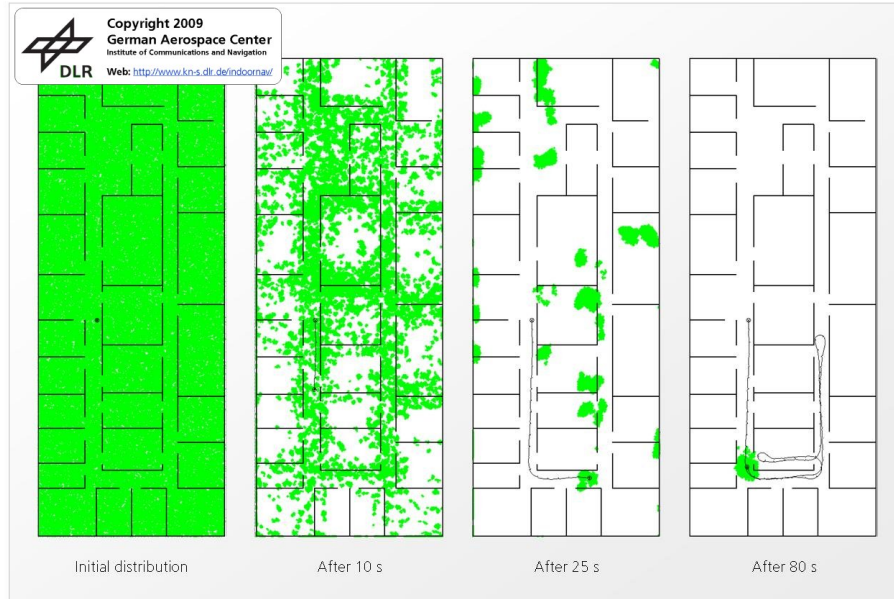 Copyright 2009
German Aerospace Center
Institute of Communications and Navigation
DLR
Web: http://www.kn-s.dlr.de/indoornav/
Initial distribution
After 10 s
After 25 s
After 80 s